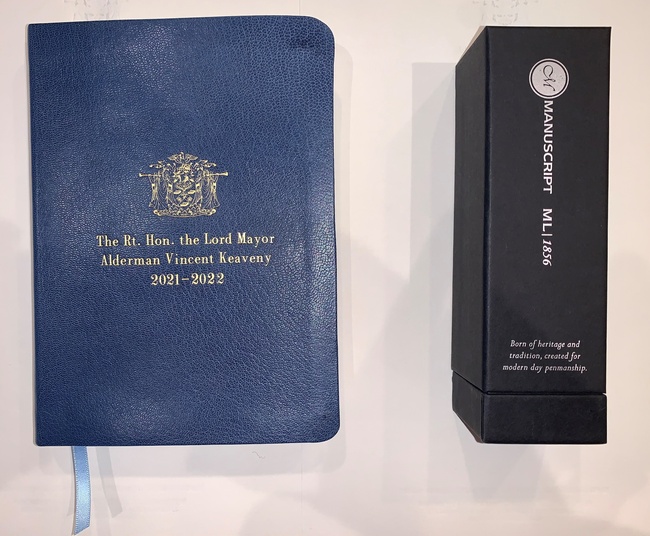 The Rt. Hon. the Lord Mayor
Alderman Vincent Keaveny
2021–2022
M
MANUSCRIPT ML|1856
Born of heritage and
tradition, created for
modern day penmanship.